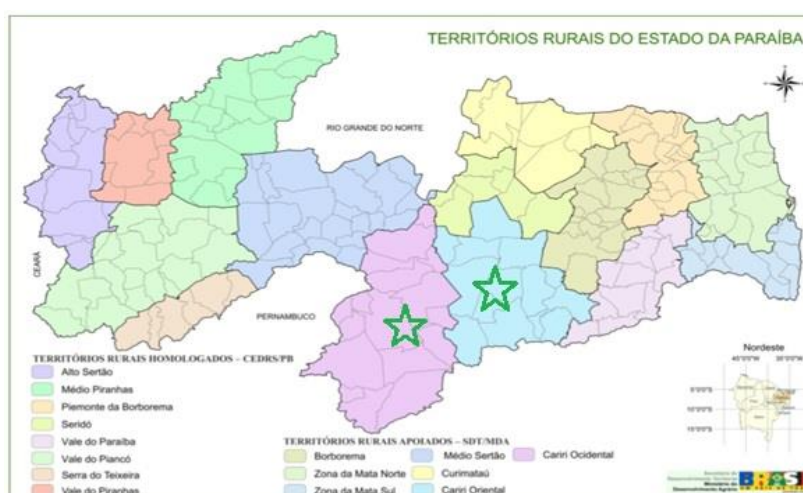 TERRITÓRIOS RURAIS DO ESTADO DA PARAÍBA
RIO GRANDE DO NORTE
CEARÁ
PERNAMBUCO
TERRITÓRIOS RURAIS HOMOLOGADOS – CEDRS/PB
Alto Sertão
Médio Piranhas
Piemonte da Borborema
Seridó
Vale do Paraíba
Vale do Piancó
Serra do Teixeira
Vale do Piranhas
TERRITÓRIOS RURAIS APOIADOS – SDT/MDA
Borborema
Zona da Mata Norte
Zona da Mata Sul
Médio Sertão
Curimataú
Cariri Oriental
Cariri Ocidental
Nordeste
Desenvolvimento Agrário
BRASIL